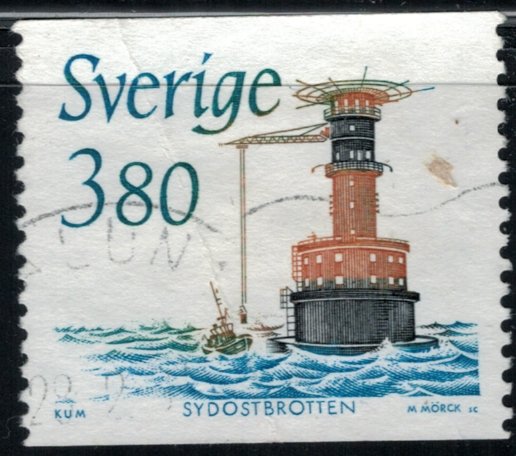 Sverige
380
KUM SYDOSTBROTTEN M MÖRCK SC